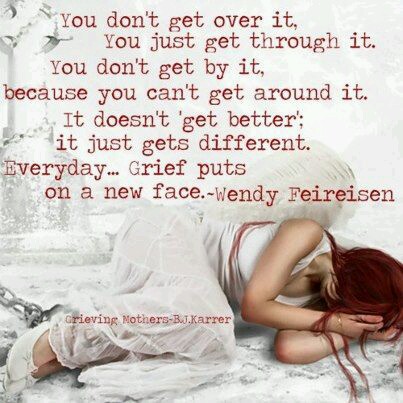 You don't get over it,
You just get through it.
You don't get by it,
because you can't get around it.
It doesn't 'get better';
it just gets different.
Everyday... Grief puts
on a new face.~Wendy Feireisen
Grieving Mothers-B.J.Karrer